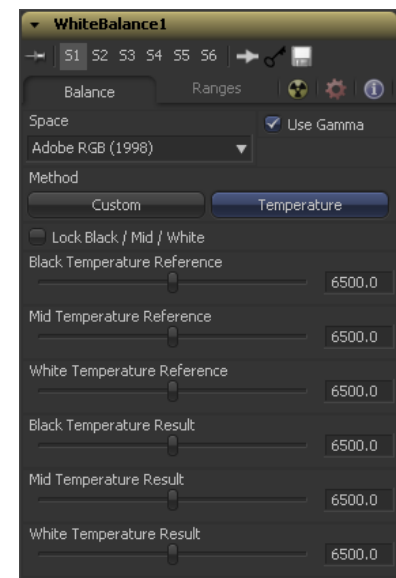 WhiteBalance1
S1 S2 S3 S4 S5 S6
Balance Ranges
Space Use Gamma
Adobe RGB (1998)
Method
Custom Temperature
Lock Black / Mid / White
Black Temperature Reference
6500.0
Mid Temperature Reference
6500.0
White Temperature Reference
6500.0
Black Temperature Result
6500.0
Mid Temperature Result
6500.0
White Temperature Result
6500.0